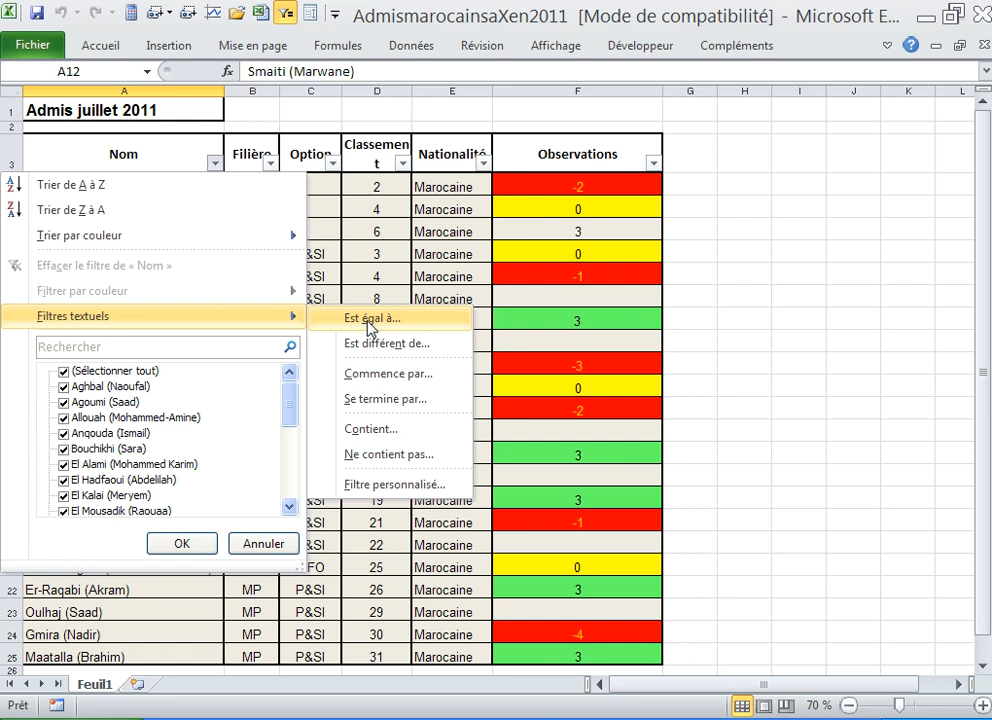 AdmismarocainsaXen2011 [Mode de compatibilité] - Microsoft E...
Fichier Accueil Insertion Mise en page Formules Données Révision Affichage Développeur Compléments
A12 fx Smaiti (Marwane)
A B C D E F G H I J K L
1 Admis juillet 2011
2
3 Nom Filière Option Classement Nationalité Observations
2 Marocaine -2
4 Marocaine 0
6 Marocaine 3
&SI 3 Marocaine 0
&SI 4 Marocaine -1
&SI 8 Marocaine
3
-3
0
-2
3
&SI 19 Marocaine 3
&SI 21 Marocaine -1
&SI 22 Marocaine
FO 25 Marocaine 0
22 Er-Raqabi (Akram) MP P&SI 26 Marocaine 3
23 Oulhaj (Saad) MP P&SI 29 Marocaine
24 Gmira (Nadir) MP P&SI 30 Marocaine -4
25 Maatalla (Brahim) MP P&SI 31 Marocaine 3
26
Trier de A à Z
Trier de Z à A
Trier par couleur
Effacer le filtre de « Nom »
Filtrer par couleur
Filtres textuels
Rechercher
(Sélectionner tout)
Aghbal (Naoufal)
Agoumi (Saad)
Allouah (Mohammed-Amine)
Anqouda (Ismail)
Bouchikhi (Sara)
El Alami (Mohammed Karim)
El Hadfaoui (Abdelilah)
El Kalai (Meryem)
El Mousadik (Raouaa)
OK Annuler
Est égal à...
Est différent de...
Commence par...
Se termine par...
Contient...
Ne contient pas...
Filtre personnalisé...
Feuil1
Prêt 70 %